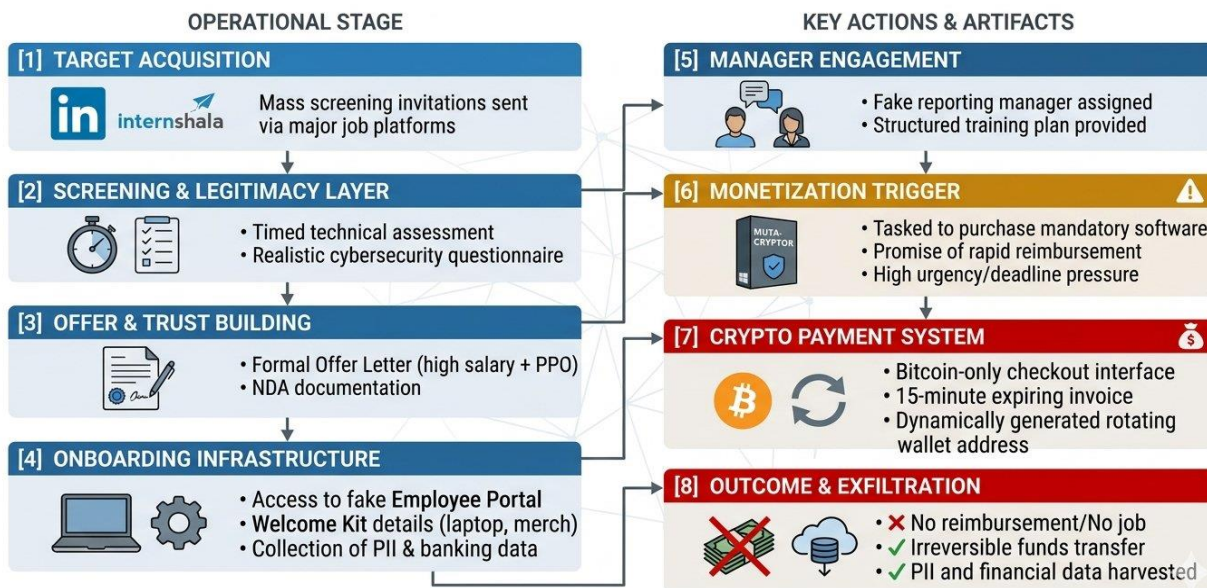 OPERATIONAL STAGE
[1] TARGET ACQUISITION
in
internshala
Mass screening invitations sent
via major job platforms
[2] SCREENING & LEGITIMACY LAYER
• Timed technical assessment
• Realistic cybersecurity questionnaire
[3] OFFER & TRUST BUILDING
• Formal Offer Letter (high salary + PPO)
• NDA documentation
[4] ONBOARDING INFRASTRUCTURE
• Access to fake Employee Portal
• Welcome Kit details (laptop, merch)
• Collection of PII & banking data
KEY ACTIONS & ARTIFACTS
[5] MANAGER ENGAGEMENT
• Fake reporting manager assigned
• Structured training plan provided
[6] MONETIZATION TRIGGER
MUTA-
CRYPTOR
• Tasked to purchase mandatory software
• Promise of rapid reimbursement
• High urgency/deadline pressure
[7] CRYPTO PAYMENT SYSTEM
• Bitcoin-only checkout interface
• 15-minute expiring invoice
• Dynamically generated rotating
wallet address
[8] OUTCOME & EXFILTRATION
• ❌ No reimbursement/No job
• ✓ Irreversible funds transfer
• ✓ PII and financial data harvested